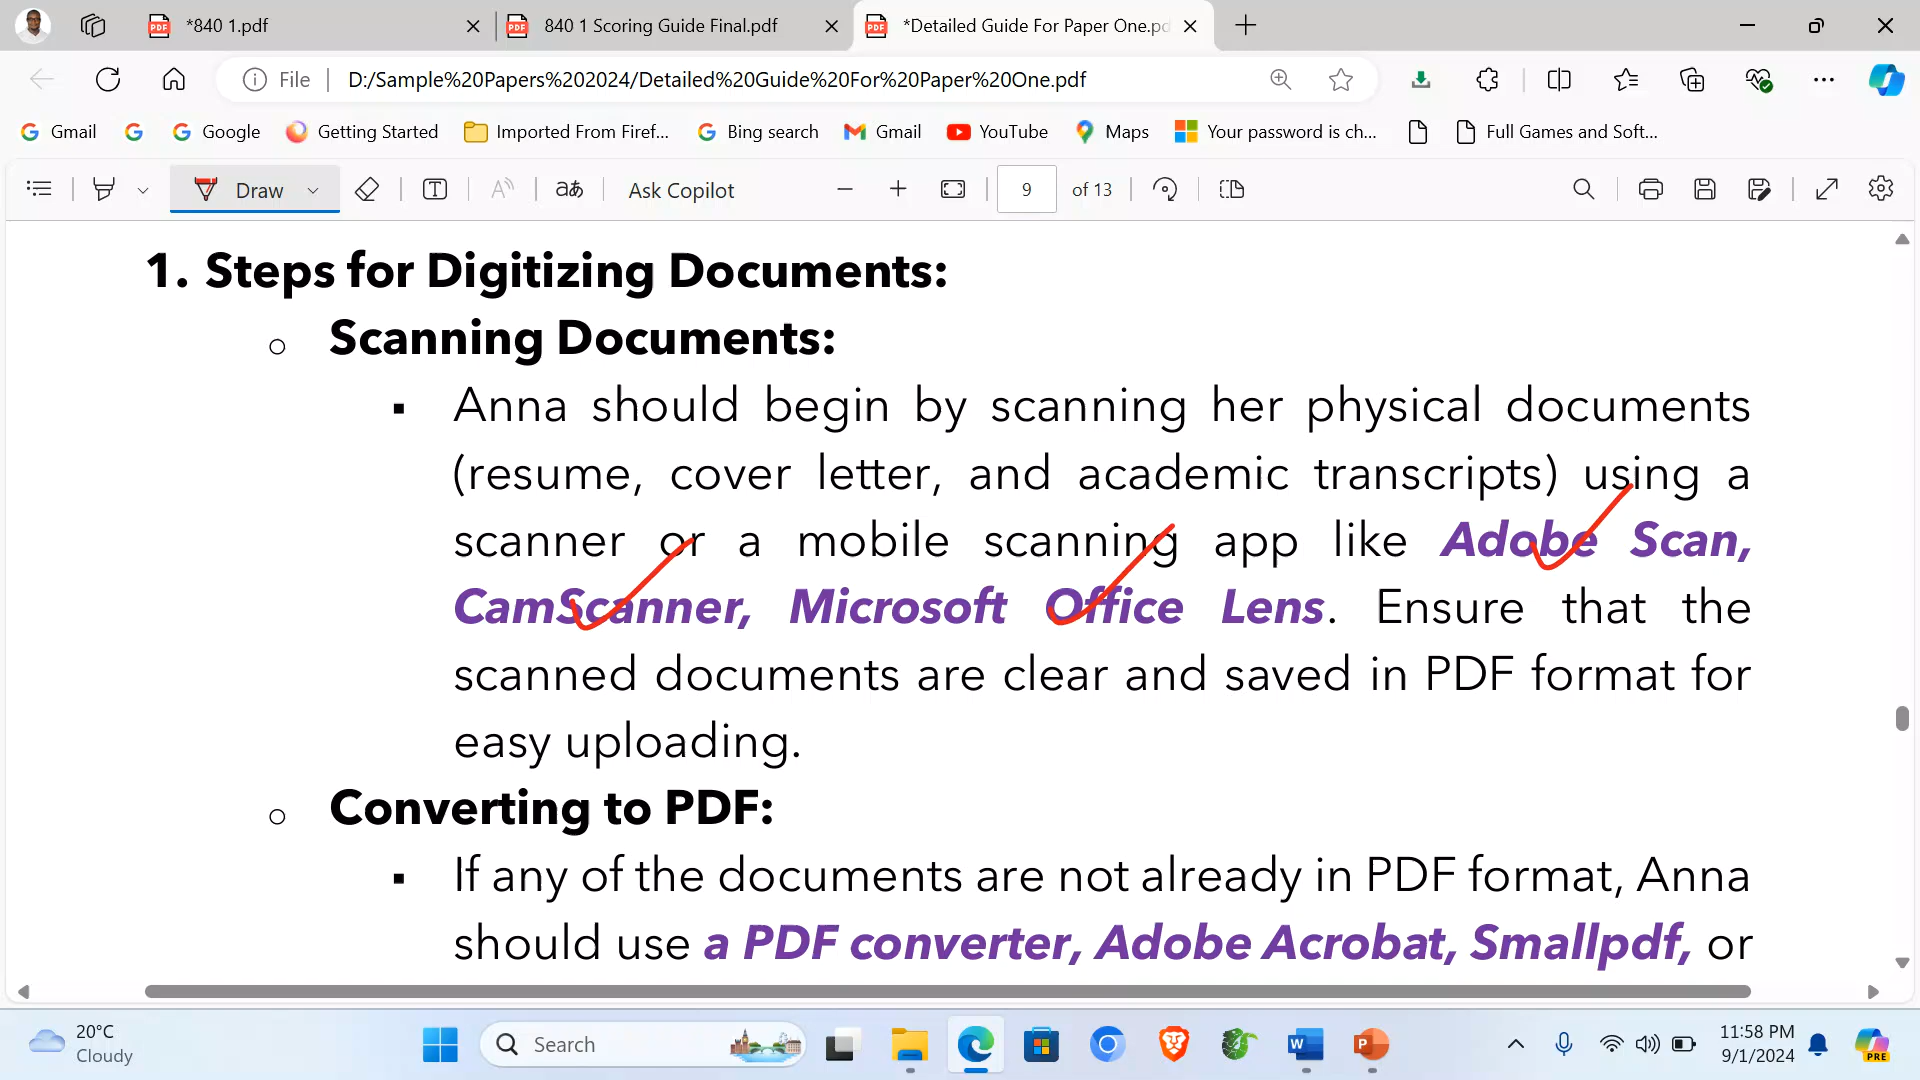 *840 1.pdf
840 1 Scoring Guide Final.pdf
*Detailed Guide For Paper One.pd
File
D:/Sample%20Papers%202024/Detailed%20Guide%20For%20Paper%20One.pdf
Gmail
Google
Getting Started
Imported From Firef...
Bing search
Gmail
YouTube
Maps
Your password is ch...
Full Games and Soft...
Draw
Ask Copilot
9
of 13
1. Steps for Digitizing Documents:
o Scanning Documents:
▪ Anna should begin by scanning her physical documents
(resume, cover letter, and academic transcripts) using a
scanner or a mobile scanning app like Adobe Scan,
CamScanner, Microsoft Office Lens. Ensure that the
scanned documents are clear and saved in PDF format for
easy uploading.
o Converting to PDF:
▪ If any of the documents are not already in PDF format, Anna
should use a PDF converter, Adobe Acrobat, Smallpdf, or
20°C
Cloudy
Search
11:58 PM
9/1/2024
PRE